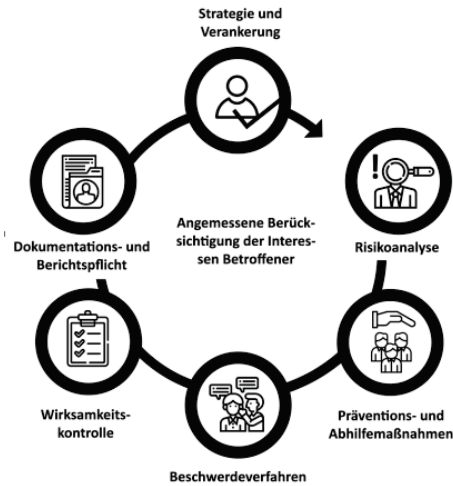 Strategie und
Verankerung
Risikoanalyse
Präventions- und
Abhilfemaßnahmen
Beschwerdeverfahren
Wirksamkeits-
kontrolle
Dokumentations- und
Berichtspflicht
Angemessene Berück-
sichtigung der Interes-
sen Betroffener